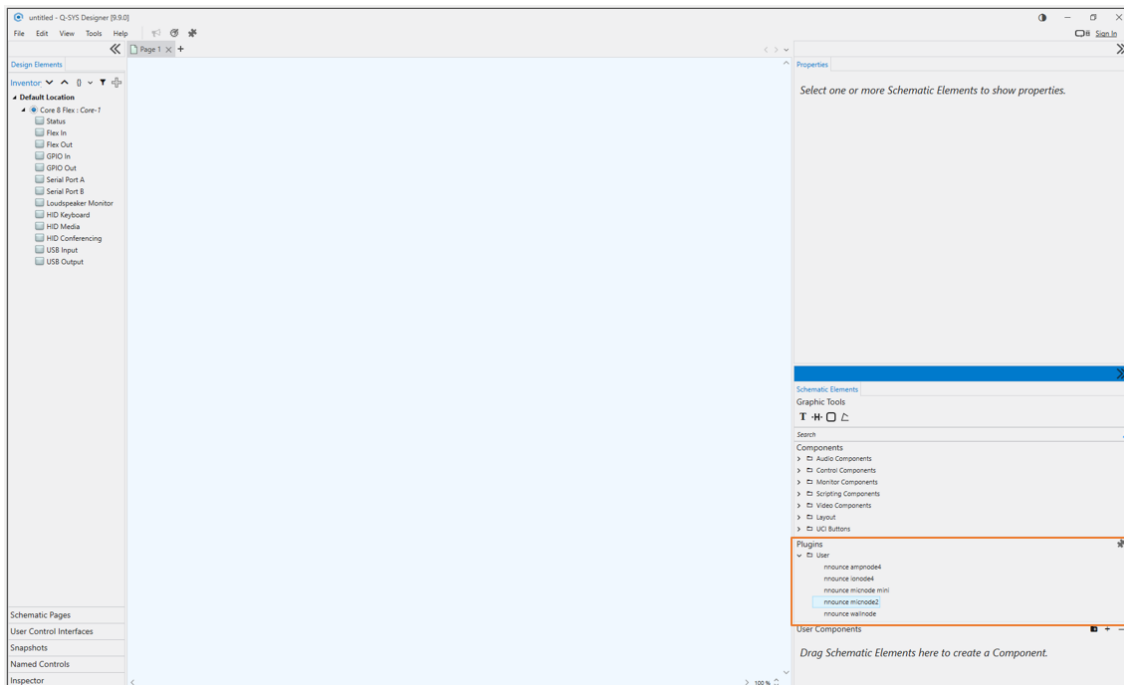 untitled - Q-SYS Designer [9.9.0]
File Edit View Tools Help
Sign In
Page 1
Design Elements
Inventor
Default Location
Core 8 Flex : Core-1
Status
Flex In
Flex Out
GPIO In
GPIO Out
Serial Port A
Serial Port B
Loudspeaker Monitor
HID Keyboard
HID Media
HID Conferencing
USB Input
USB Output
Schematic Pages
User Control Interfaces
Snapshots
Named Controls
Inspector
100 %
Properties
Select one or more Schematic Elements to show properties.
Schematic Elements
Graphic Tools
Search
Components
Audio Components
Control Components
Monitor Components
Scripting Components
Video Components
Layout
UCI Buttons
Plugins
User
nnounce ampnode4
nnounce ionode4
nnounce micnode mini
nnounce micnode2
nnounce wallnode
User Components
Drag Schematic Elements here to create a Component.